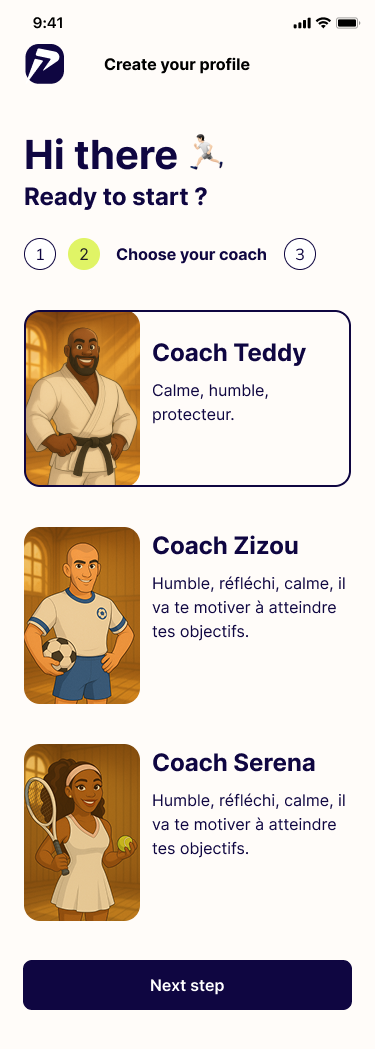 9:41
Create your profile
Hi there
Ready to start ?
1 2 Choose your coach 3
Coach Teddy
Calme, humble,
protecteur.
Coach Zizou
Humble, réfléchi, calme, il
va te motiver à atteindre
tes objectifs.
Coach Serena
Humble, réfléchi, calme, il
va te motiver à atteindre
tes objectifs.
Next step